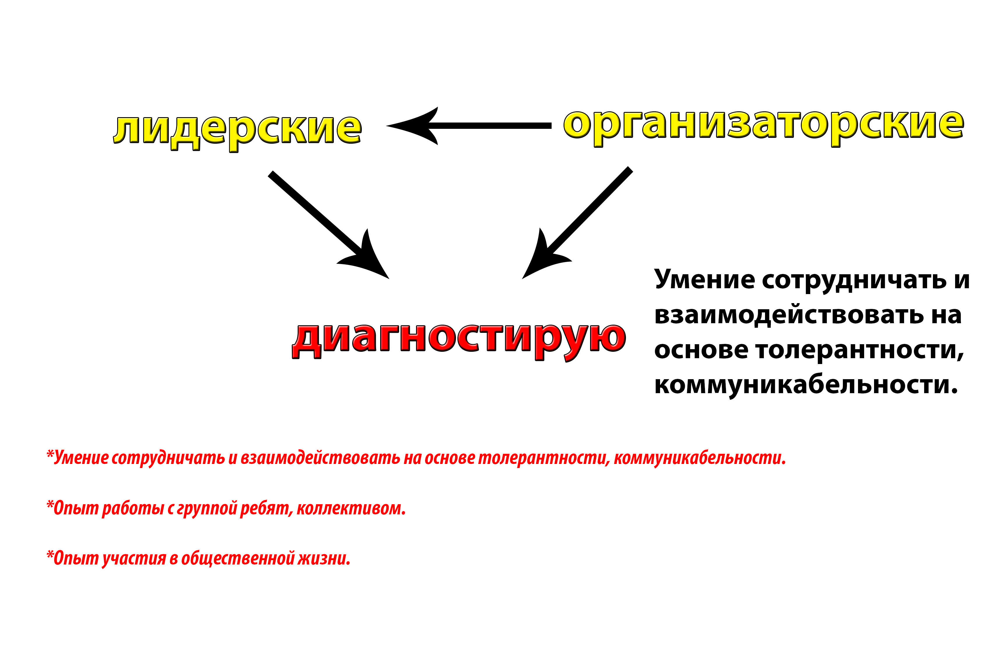 лидерские
организаторские
диагностирую
Умение сотрудничать и
взаимодействовать на
основе толерантности,
коммуникабельности.
*Умение сотрудничать и взаимодействовать на основе толерантности, коммуникабельности.
*Опыт работы с группой ребят, коллективом.
*Опыт участия в общественной жизни.